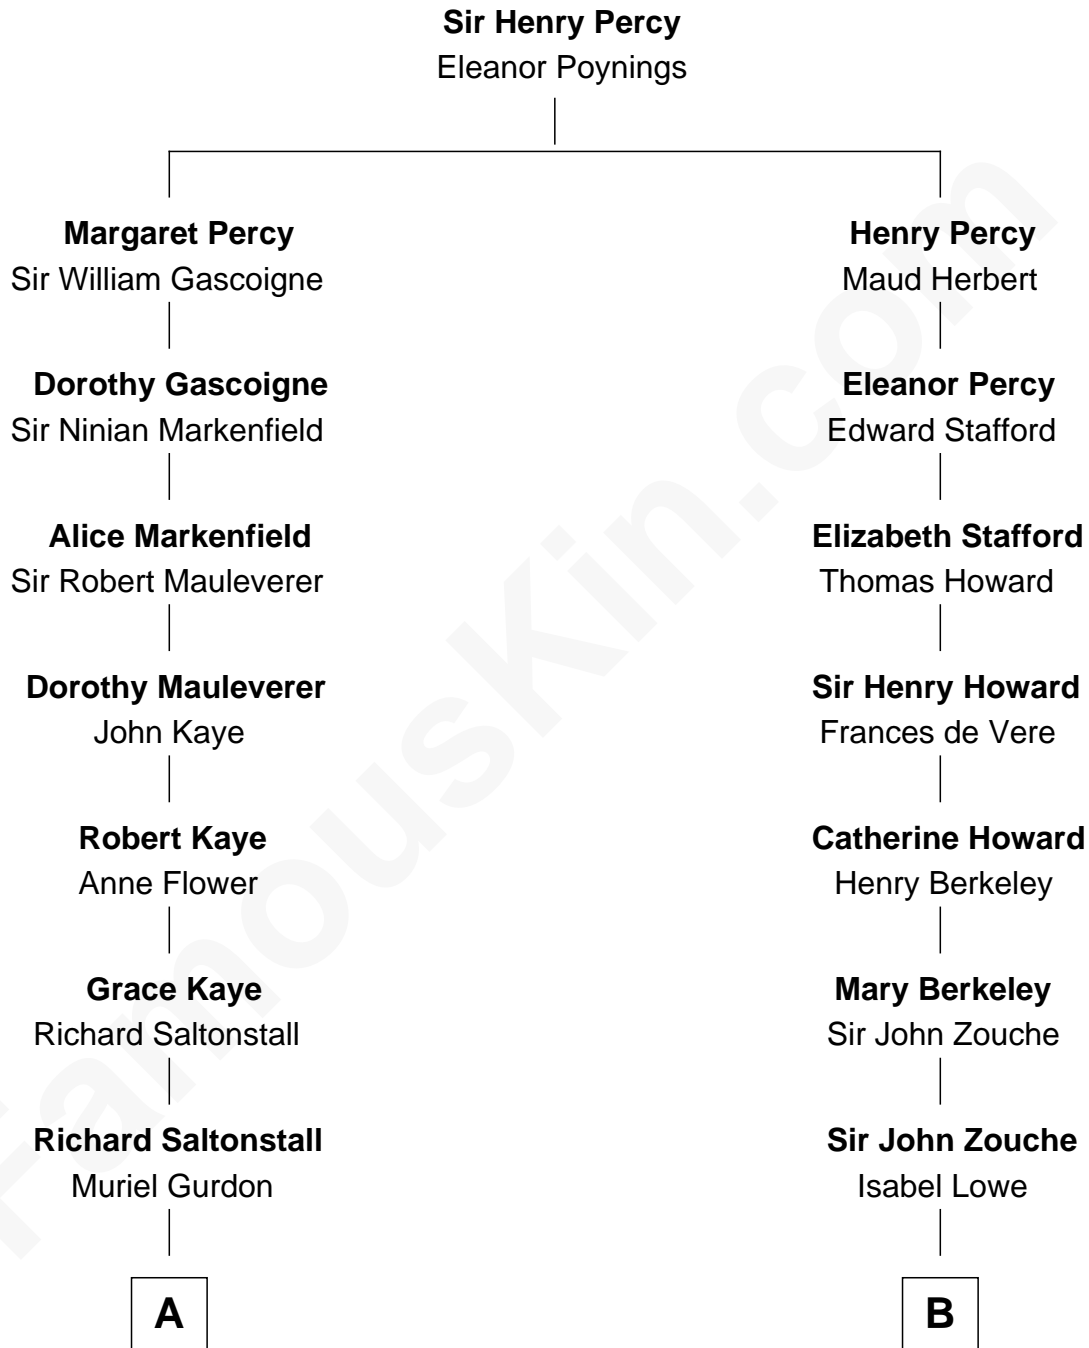 Sir Henry Percy
Eleanor Poynings
Margaret Percy
Sir William Gascoigne
Henry Percy
Maud Herbert
Dorothy Gascoigne
Sir Ninian Markenfield
Eleanor Percy
Edward Stafford
Alice Markenfield
Sir Robert Mauleverer
Elizabeth Stafford
Thomas Howard
Dorothy Mauleverer
John Kaye
Sir Henry Howard
Frances de Vere
Robert Kaye
Anne Flower
Catherine Howard
Henry Berkeley
Grace Kaye
Richard Saltonstall
Mary Berkeley
Sir John Zouche
Richard Saltonstall
Muriel Gurdon
Sir John Zouche
Isabel Lowe
A
B
FamousKin.com